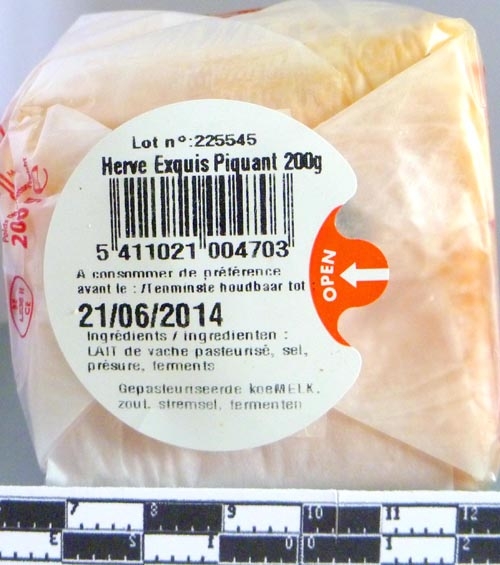 Lot n°:225545
Herve Exquis Piquant 200g
5 411021 004703
A consommer de préférence
avant le : /Tenminste houdbaar tot :
21/06/2014
Ingrédients / ingredienten :
LAIT de vache pasteurisé, sel,
présure, ferments
Gepasteuriseerde koeMELK,
zout, stremsel, fermenten
OPEN
200
7 8 9 10 11 12
3 2 1 0 0 1 2